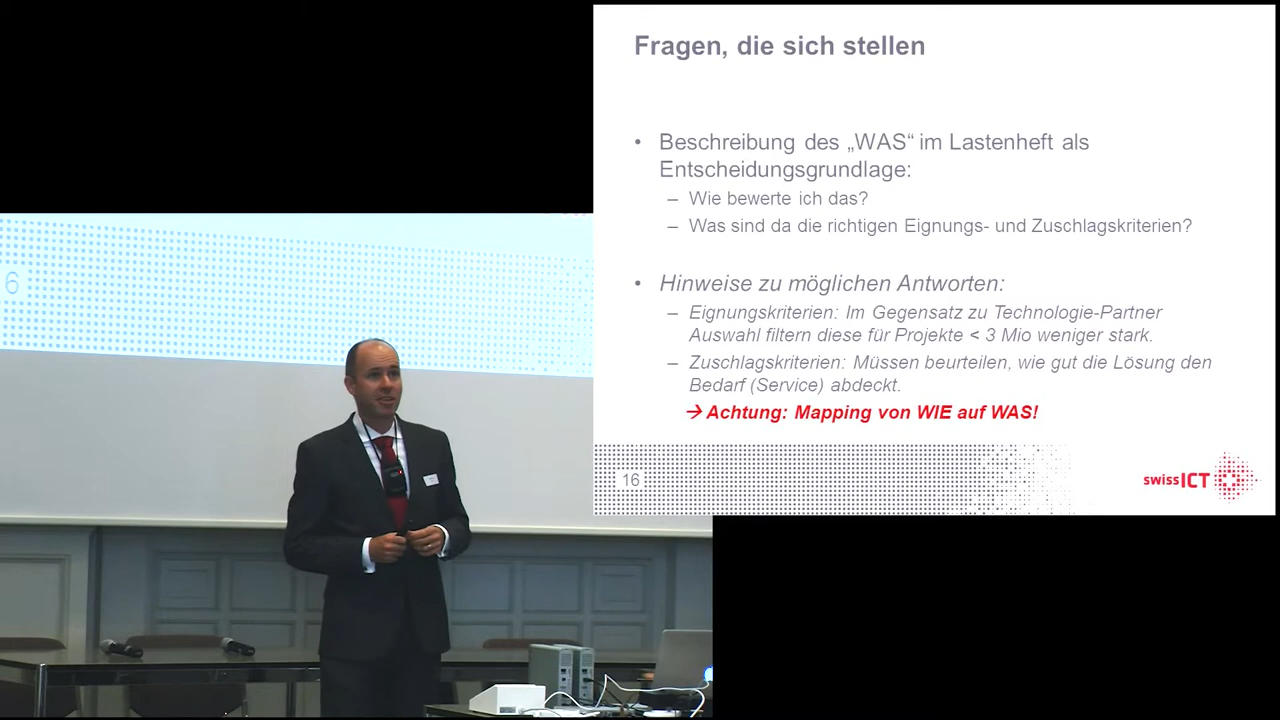 Fragen, die sich stellen
• Beschreibung des „WAS“ im Lastenheft als
Entscheidungsgrundlage:
– Wie bewerte ich das?
– Was sind da die richtigen Eignungs- und Zuschlagskriterien?
• Hinweise zu möglichen Antworten:
– Eignungskriterien: Im Gegensatz zu Technologie-Partner
Auswahl filtern diese für Projekte < 3 Mio weniger stark.
– Zuschlagskriterien: Müssen beurteilen, wie gut die Lösung den
Bedarf (Service) abdeckt.
→ Achtung: Mapping von WIE auf WAS!
16
swissICT
6